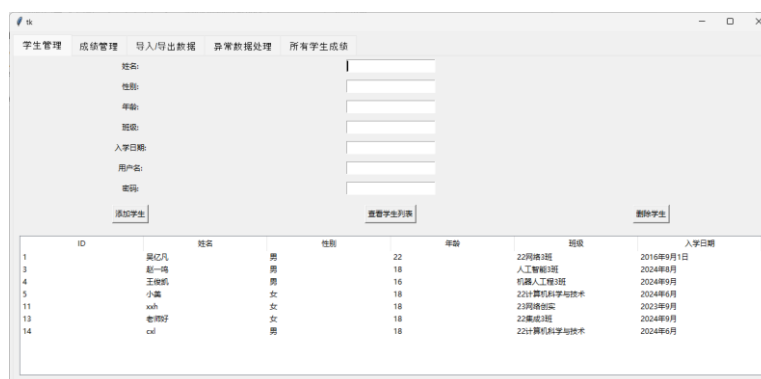 tk
学生管理 成绩管理 导入/导出数据 异常数据处理 所有学生成绩
姓名:
性别:
年龄:
班级:
入学日期:
用户名:
密码:
添加学生 查看学生列表 删除学生
ID 姓名 性别 年龄 班级 入学日期
1 吴亿凡 男 22 22网络3班 2016年9月1日
3 赵一鸣 男 18 人工智能3班 2024年8月
4 王俊凯 男 16 机器人工程3班 2024年9月
5 小美 女 18 22计算机科学与技术 2024年6月
11 xxh 女 18 23网络创实 2023年9月
13 老师好 女 18 22集成3班 2024年9月
14 cxl 男 18 22计算机科学与技术 2024年6月